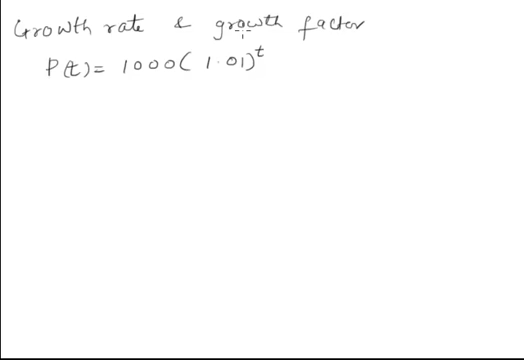 Growth rate & growth factor
P(t) = 1000(1.01)^t